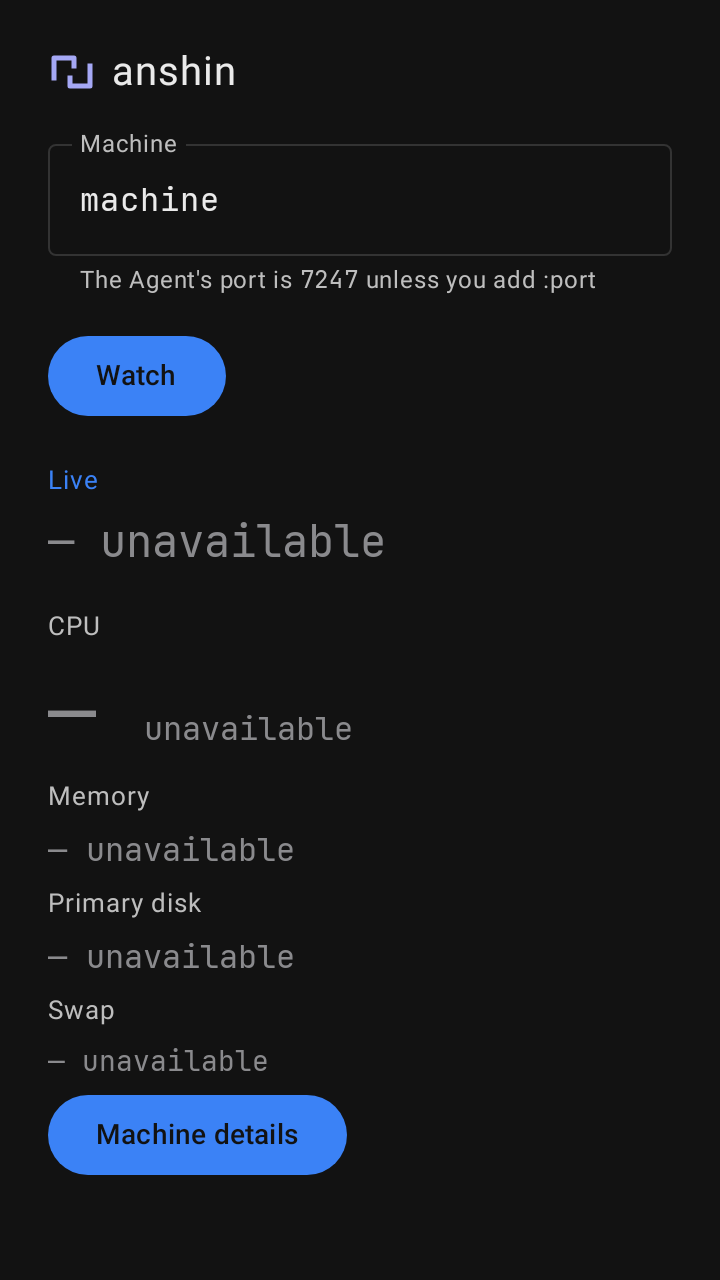 anshin
Machine
machine
The Agent's port is 7247 unless you add :port
Watch
Live
— unavailable
CPU
— unavailable
Memory
— unavailable
Primary disk
— unavailable
Swap
— unavailable
Machine details